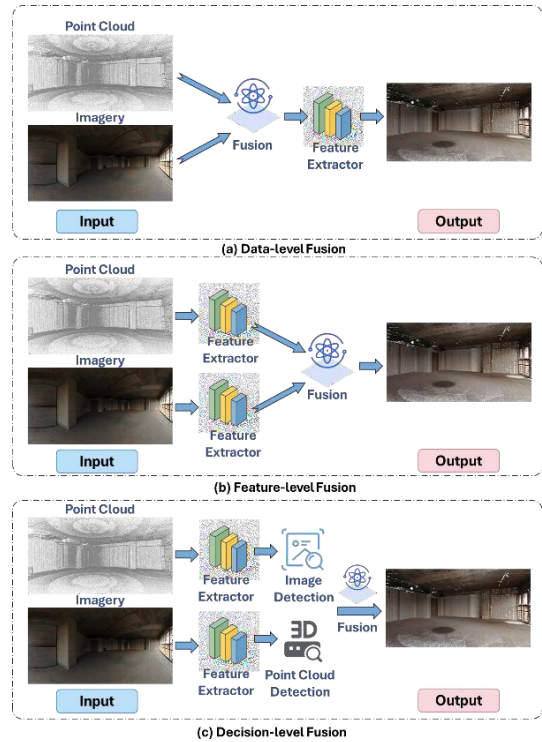 Point Cloud
Imagery
Fusion
Feature
Extractor
Input
Output
(a) Data-level Fusion
Point Cloud
Feature
Extractor
Imagery
Fusion
Feature
Extractor
Input
Output
(b) Feature-level Fusion
Point Cloud
Feature
Extractor
Image
Detection
Imagery
Fusion
3D
Feature
Extractor
Point Cloud
Detection
Input
Output
(c) Decision-level Fusion